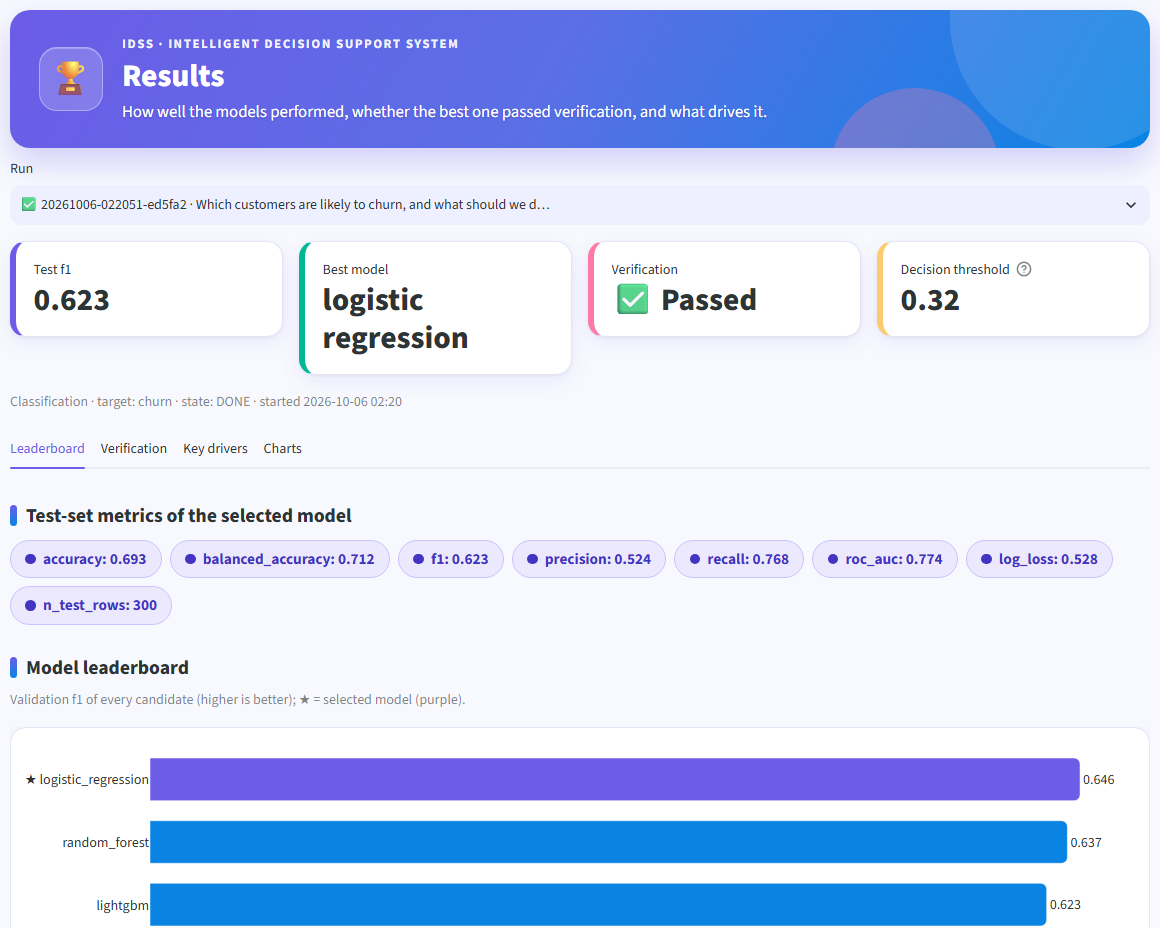 IDSS · INTELLIGENT DECISION SUPPORT SYSTEM
Results
How well the models performed, whether the best one passed verification, and what drives it.
Run
✅ 20261006-022051-ed5fa2 · Which customers are likely to churn, and what should we d…
Test f1
0.623
Best model
logistic
regression
Verification
✅ Passed
Decision threshold ?
0.32
Classification · target: churn · state: DONE · started 2026-10-06 02:20
Leaderboard Verification Key drivers Charts
Test-set metrics of the selected model
accuracy: 0.693 balanced_accuracy: 0.712 f1: 0.623 precision: 0.524 recall: 0.768 roc_auc: 0.774 log_loss: 0.528
n_test_rows: 300
Model leaderboard
Validation f1 of every candidate (higher is better); ★ = selected model (purple).
★ logistic_regression 0.646
random_forest 0.637
lightgbm 0.623